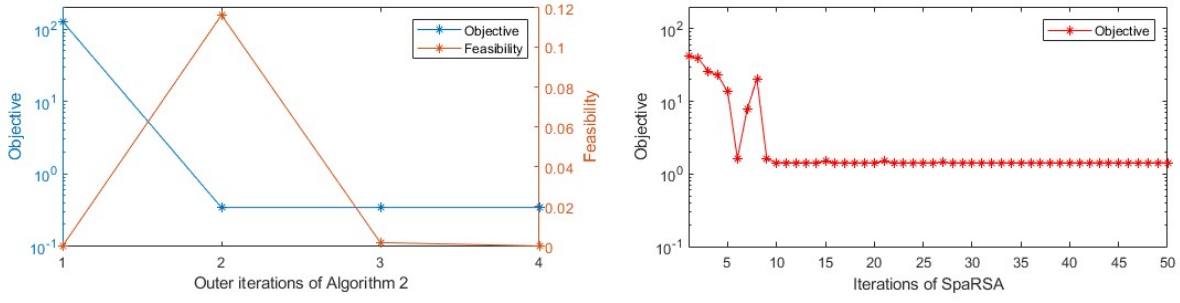 Objective
10^2
10^1
10^0
10^-1
Objective
Feasibility
0.12
0.1
0.08
0.06
0.04
0.02
0
Feasibility
1 2 3 4
Outer iterations of Algorithm 2
Objective
10^2
10^1
10^0
10^-1
Objective
5 10 15 20 25 30 35 40 45 50
Iterations of SpaRSA